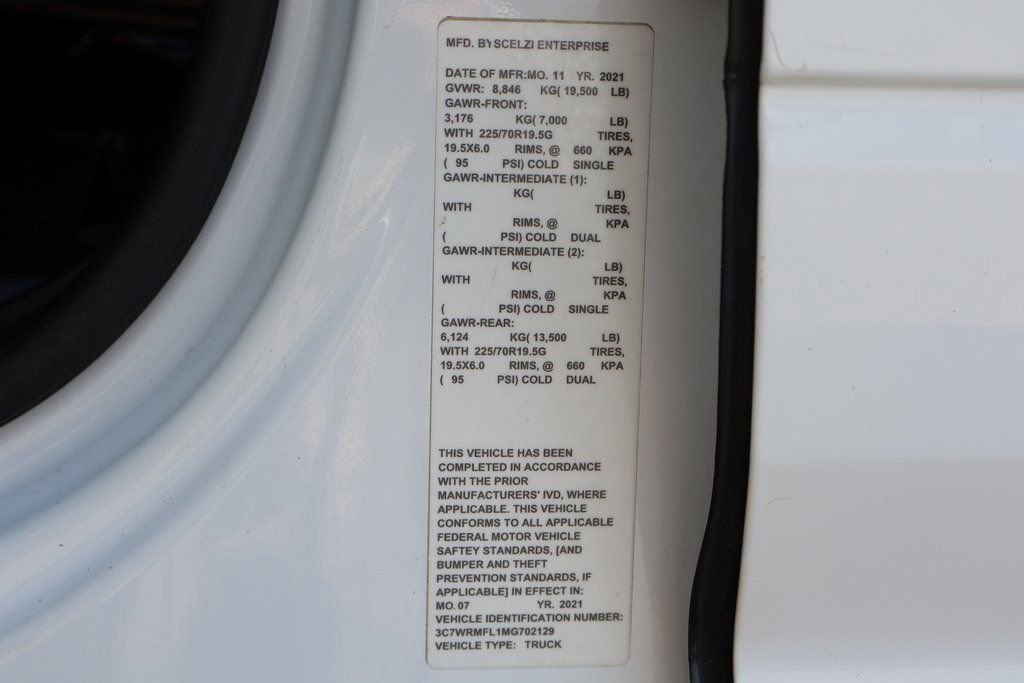 MFD. BY SCELZI ENTERPRISE
DATE OF MFR:MO. 11 YR. 2021
GVWR: 8,846 KG( 19,500 LB)
GAWR-FRONT:
3,176 KG( 7,000 LB)
WITH 225/70R19.5G TIRES,
19.5X6.0 RIMS, @ 660 KPA
( 95 PSI) COLD SINGLE
GAWR-INTERMEDIATE (1):
KG( LB)
WITH TIRES,
RIMS, @ KPA
( PSI) COLD DUAL
GAWR-INTERMEDIATE (2):
KG( LB)
WITH TIRES,
RIMS, @ KPA
( PSI) COLD SINGLE
GAWR-REAR:
6,124 KG( 13,500 LB)
WITH 225/70R19.5G TIRES,
19.5X6.0 RIMS, @ 660 KPA
( 95 PSI) COLD DUAL
THIS VEHICLE HAS BEEN
COMPLETED IN ACCORDANCE
WITH THE PRIOR
MANUFACTURERS' IVD, WHERE
APPLICABLE. THIS VEHICLE
CONFORMS TO ALL APPLICABLE
FEDERAL MOTOR VEHICLE
SAFTEY STANDARDS, [AND
BUMPER AND THEFT
PREVENTION STANDARDS, IF
APPLICABLE] IN EFFECT IN:
MO. 07 YR. 2021
VEHICLE IDENTIFICATION NUMBER:
3C7WRMFL1MG702129
VEHICLE TYPE: TRUCK